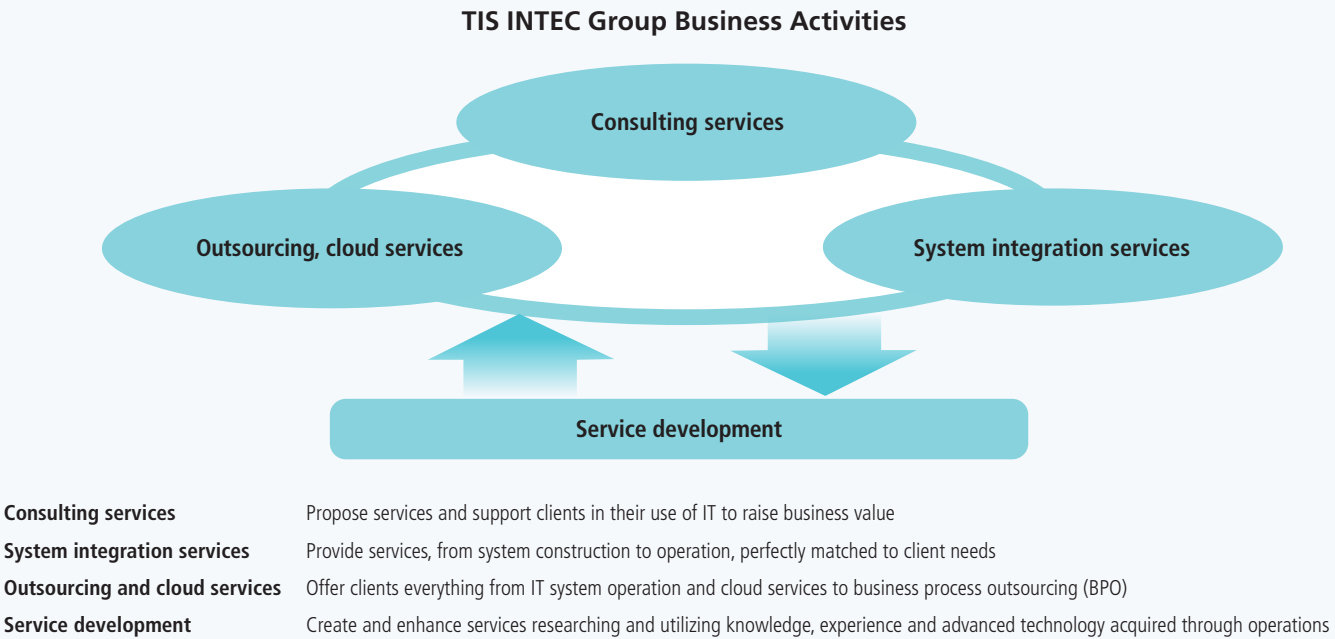 TIS INTEC Group Business Activities
Consulting services
Outsourcing, cloud services
System integration services
Service development
Consulting services Propose services and support clients in their use of IT to raise business value
System integration services Provide services, from system construction to operation, perfectly matched to client needs
Outsourcing and cloud services Offer clients everything from IT system operation and cloud services to business process outsourcing (BPO)
Service development Create and enhance services researching and utilizing knowledge, experience and advanced technology acquired through operations